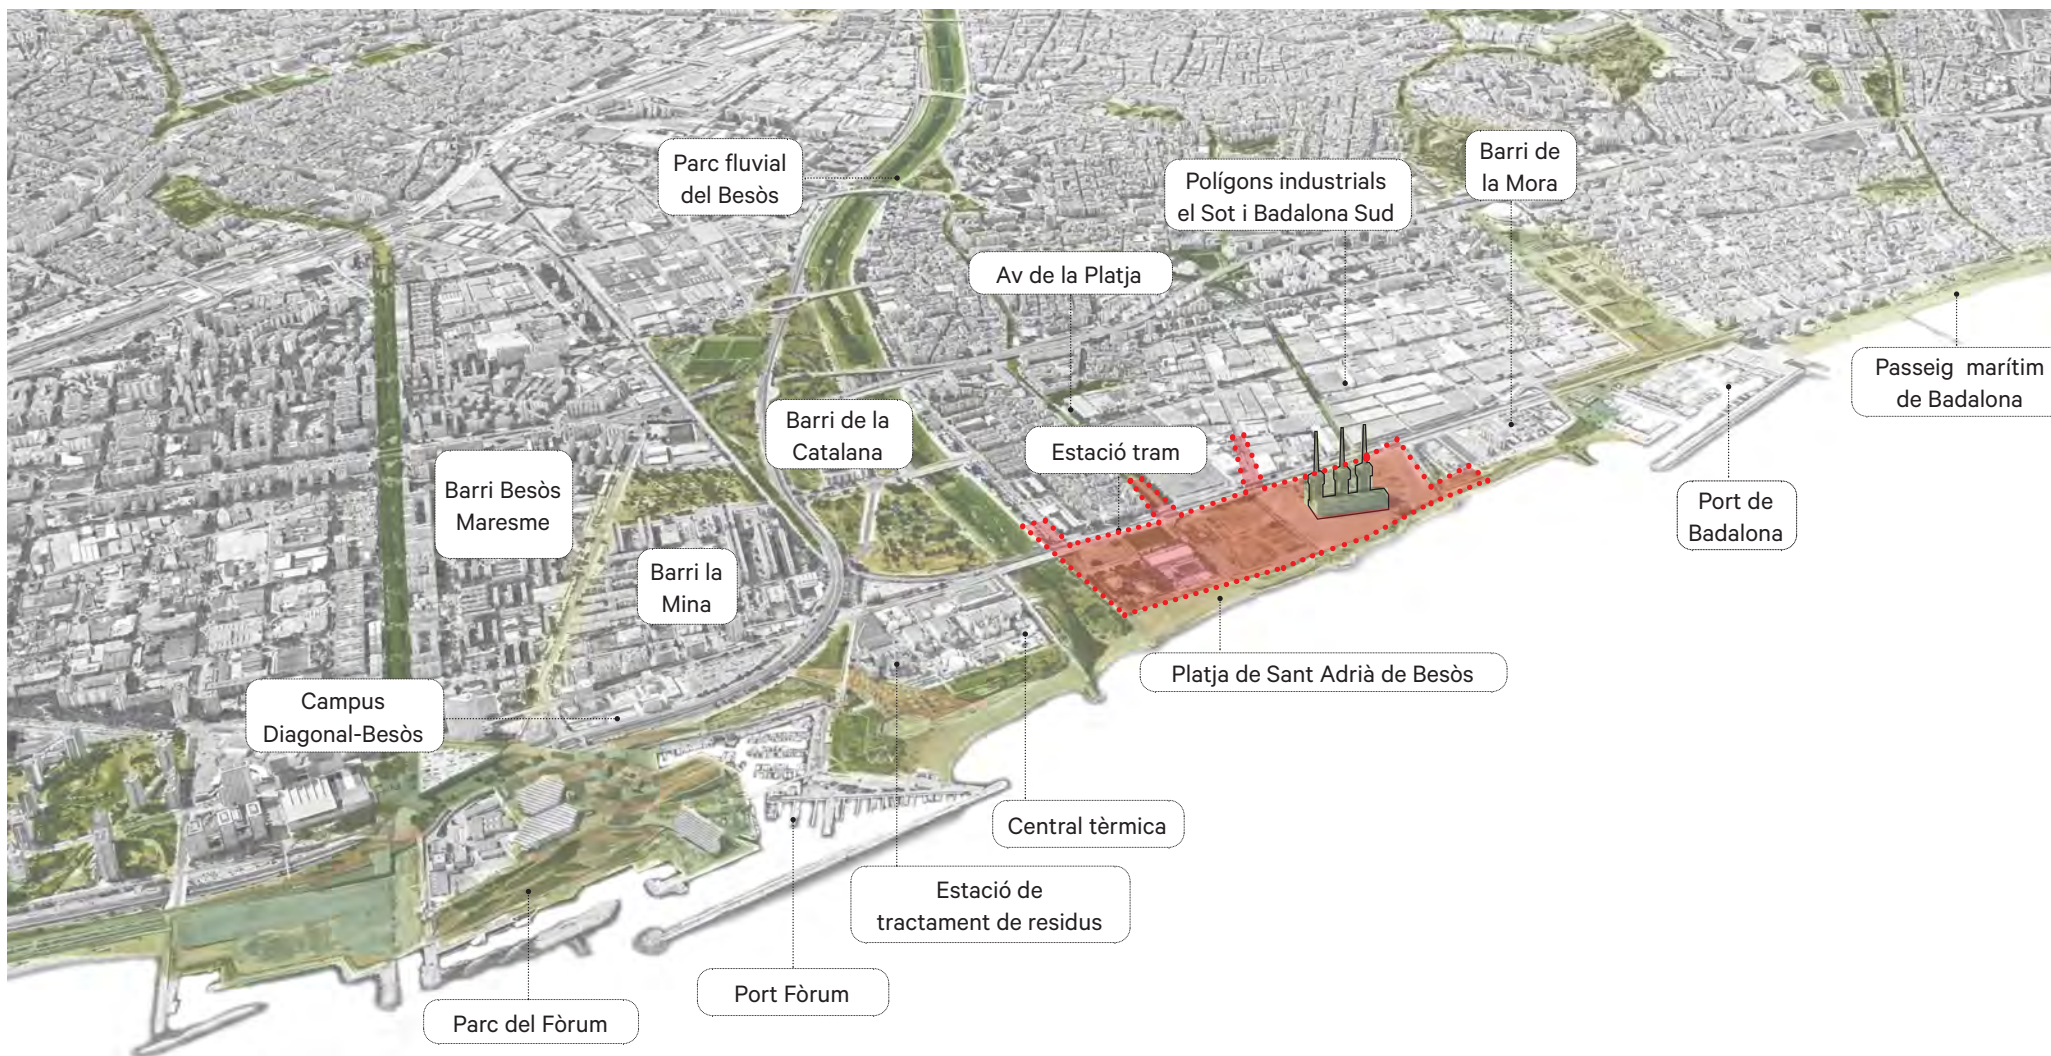 Parc fluvial
del Besòs
Polígons industrials
el Sot i Badalona Sud
Barri de
la Mora
Av de la Platja
Passeig marítim
de Badalona
Barri de la
Catalana
Estació tram
Barri Besòs
Maresme
Port de
Badalona
Barri la
Mina
Platja de Sant Adrià de Besòs
Campus
Diagonal-Besòs
Central tèrmica
Estació de
tractament de residus
Port Fòrum
Parc del Fòrum